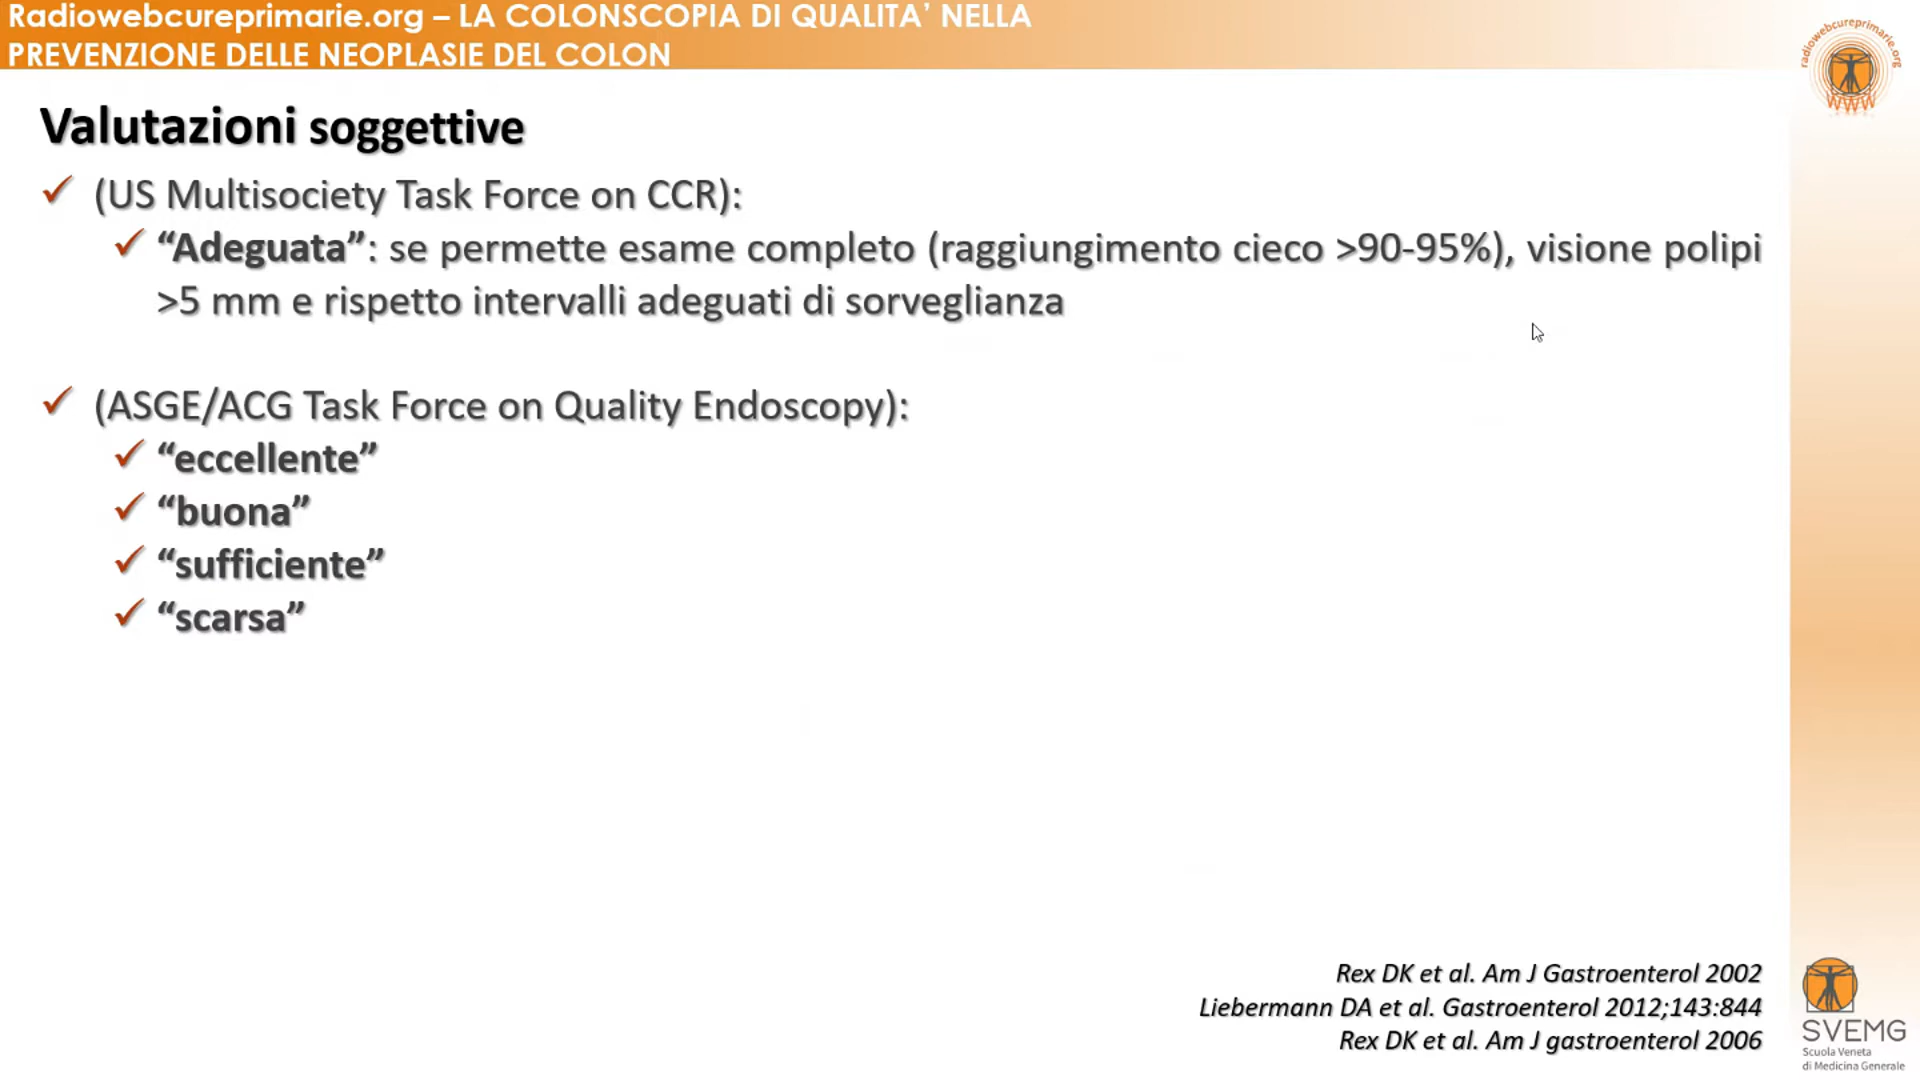 Radiowebcureprimarie.org – LA COLONSCOPIA DI QUALITA’ NELLA
PREVENZIONE DELLE NEOPLASIE DEL COLON
radiowebcureprimarie.org
WWW
Valutazioni soggettive
(US Multisociety Task Force on CCR):
“Adeguata”: se permette esame completo (raggiungimento cieco >90-95%), visione polipi
>5 mm e rispetto intervalli adeguati di sorveglianza
(ASGE/ACG Task Force on Quality Endoscopy):
“eccellente”
“buona”
“sufficiente”
“scarsa”
Rex DK et al. Am J Gastroenterol 2002
Liebermann DA et al. Gastroenterol 2012;143:844
Rex DK et al. Am J gastroenterol 2006
SVEMG
Scuola Veneta
di Medicina Generale